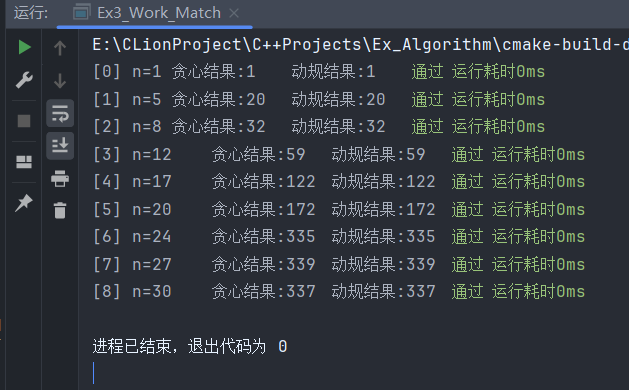 运行: Ex3_Work_Match ×
E:\CLionProject\C++Projects\Ex_Algorithm\cmake-build-d
[0] n=1 贪心结果:1 动规结果:1 通过 运行耗时0ms
[1] n=5 贪心结果:20 动规结果:20 通过 运行耗时0ms
[2] n=8 贪心结果:32 动规结果:32 通过 运行耗时0ms
[3] n=12 贪心结果:59 动规结果:59 通过 运行耗时0ms
[4] n=17 贪心结果:122 动规结果:122 通过 运行耗时0ms
[5] n=20 贪心结果:172 动规结果:172 通过 运行耗时0ms
[6] n=24 贪心结果:335 动规结果:335 通过 运行耗时0ms
[7] n=27 贪心结果:339 动规结果:339 通过 运行耗时0ms
[8] n=30 贪心结果:337 动规结果:337 通过 运行耗时0ms
进程已结束，退出代码为 0